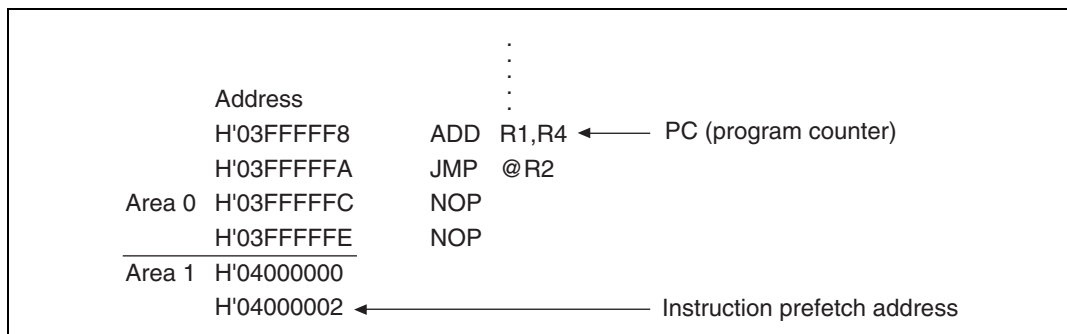 .
.
.
.
.
Address
H'03FFFFF8 ADD R1,R4 PC (program counter)
H'03FFFFFA JMP @R2
Area 0 H'03FFFFFC NOP
H'03FFFFFE NOP
Area 1 H'04000000
H'04000002 Instruction prefetch address